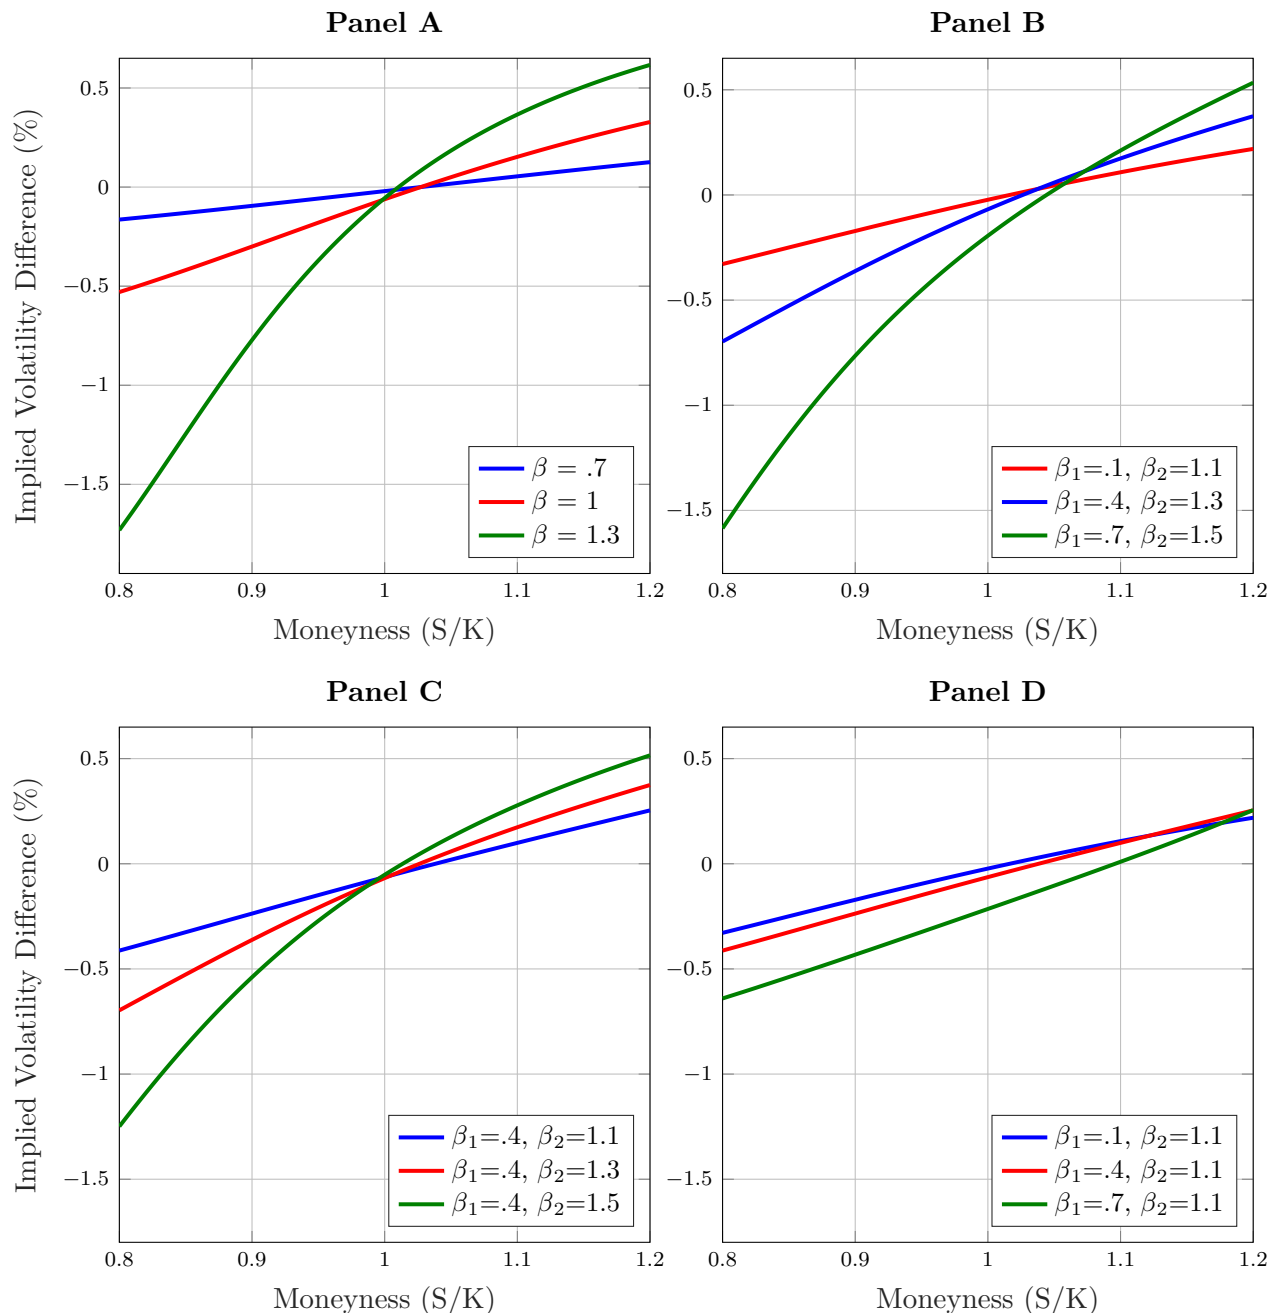 Panel A
Implied Volatility Difference (%)
0.5
0
−0.5
−1
−1.5
0.8 0.9 1 1.1 1.2
Moneyness (S/K)
β = .7
β = 1
β = 1.3
Panel B
0.5
0
−0.5
−1
−1.5
0.8 0.9 1 1.1 1.2
Moneyness (S/K)
β₁=.1, β₂=1.1
β₁=.4, β₂=1.3
β₁=.7, β₂=1.5
Panel C
Implied Volatility Difference (%)
0.5
0
−0.5
−1
−1.5
0.8 0.9 1 1.1 1.2
Moneyness (S/K)
β₁=.4, β₂=1.1
β₁=.4, β₂=1.3
β₁=.4, β₂=1.5
Panel D
0.5
0
−0.5
−1
−1.5
0.8 0.9 1 1.1 1.2
Moneyness (S/K)
β₁=.1, β₂=1.1
β₁=.4, β₂=1.1
β₁=.7, β₂=1.1